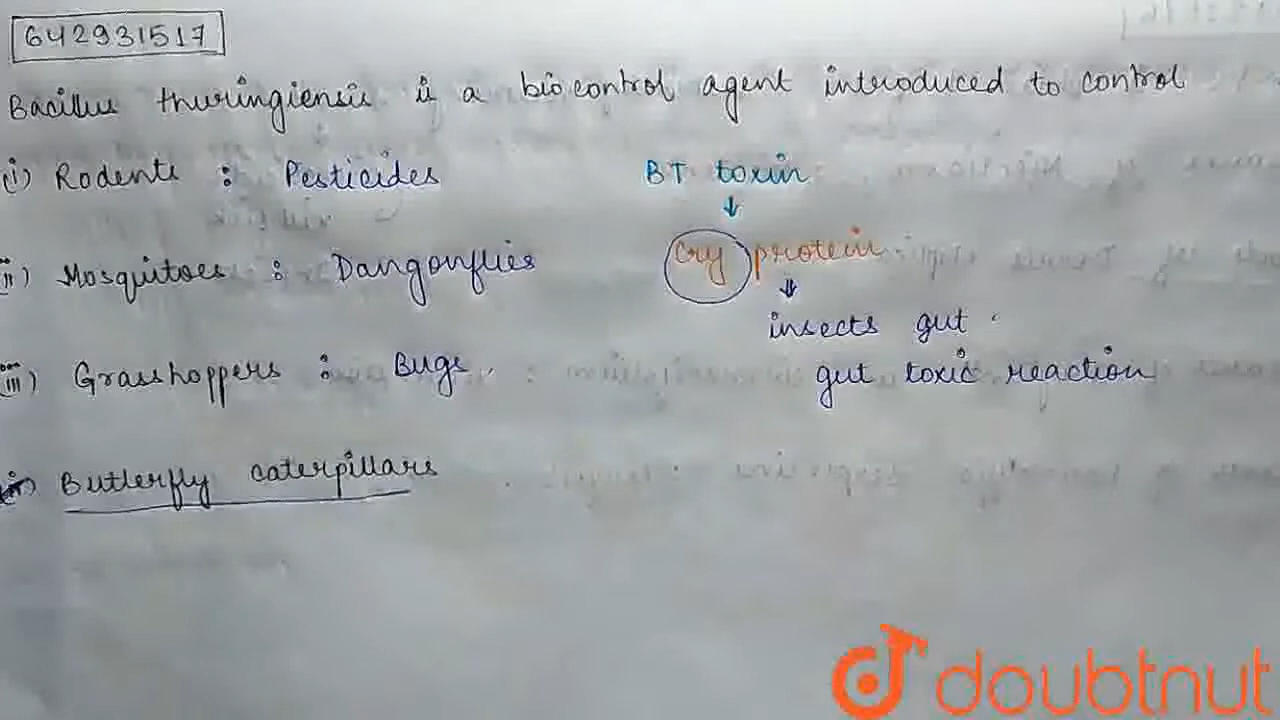 642931517
Bacillus thuringiensis is a biocontrol agent introduced to control
(i) Rodents : Pesticides
BT toxin
↓
(ii) Mosquitoes : Dangonflies
Cry protein
↓
insects gut
(iii) Grasshoppers : Bugs.
gut toxic reaction
Butterfly caterpillars
doubtnut